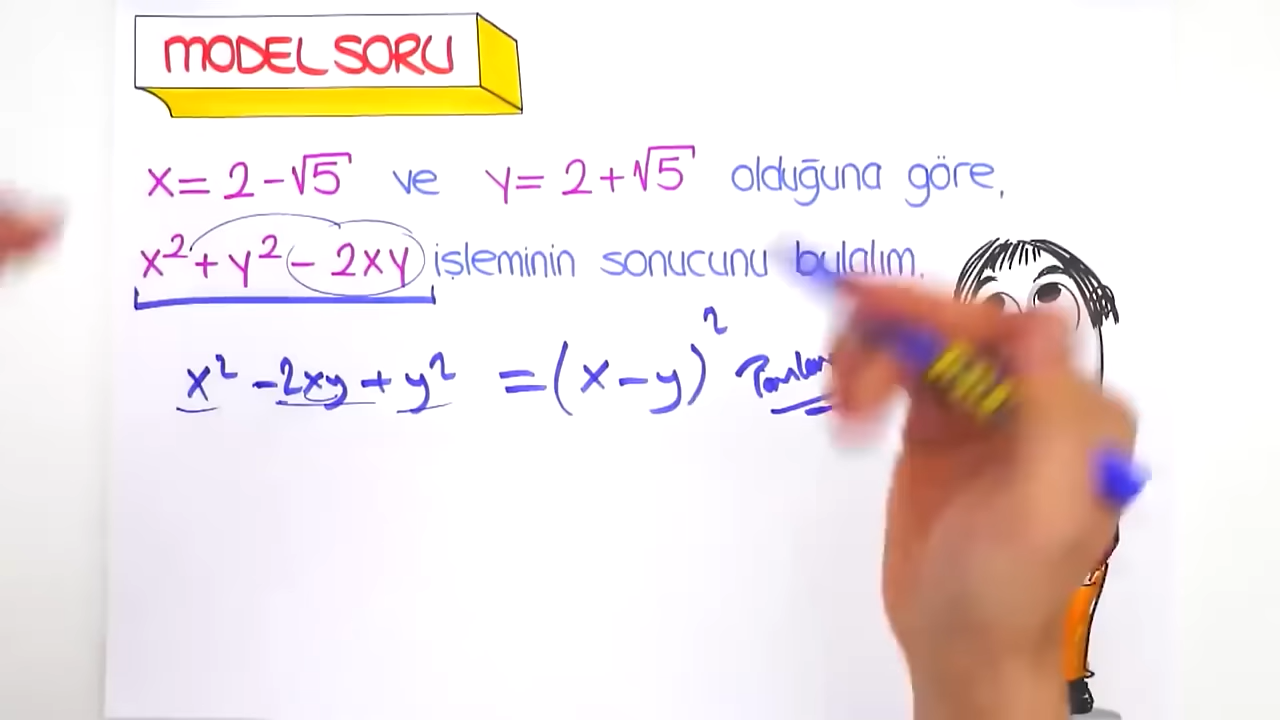 MODEL SORU
x = 2 - √5 ve y = 2 + √5 olduğuna göre,
x² + y² - 2xy işleminin sonucunu bulalım.
x² - 2xy + y² = (x - y)²